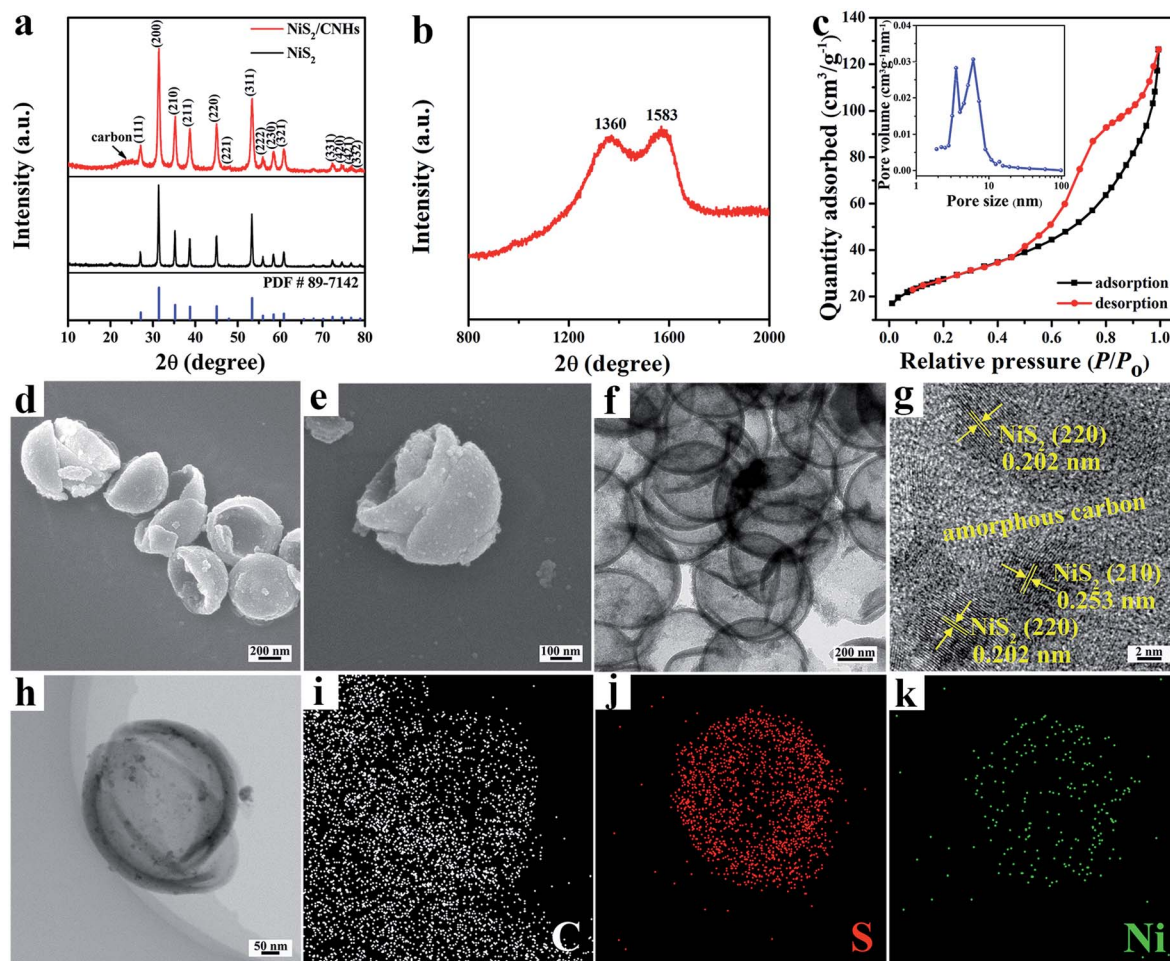 a
NiS2/CNHs
NiS2
(200)
(111)
(210)
(211)
(220)
(221)
(311)
(222)
(230)
(321)
(331)
(420)
(421)
(332)
carbon
PDF # 89-7142
Intensity (a.u.)
10 20 30 40 50 60 70 80
2θ (degree)
b
1360
1583
Intensity (a.u.)
800 1200 1600 2000
2θ (degree)
c
Quantity adsorbed (cm3/g-1)
140
120
100
80
60
40
20
Pore volume (cm3g-1nm-1)
0.04
0.03
0.02
0.01
0.00
1 10 100
Pore size (nm)
adsorption
desorption
0.0 0.2 0.4 0.6 0.8 1.0
Relative pressure (P/PO)
d
200 nm
e
100 nm
f
200 nm
g
NiS2 (220)
0.202 nm
amorphous carbon
NiS2 (210)
0.253 nm
NiS2 (220)
0.202 nm
2 nm
h
50 nm
i
C
j
S
k
Ni